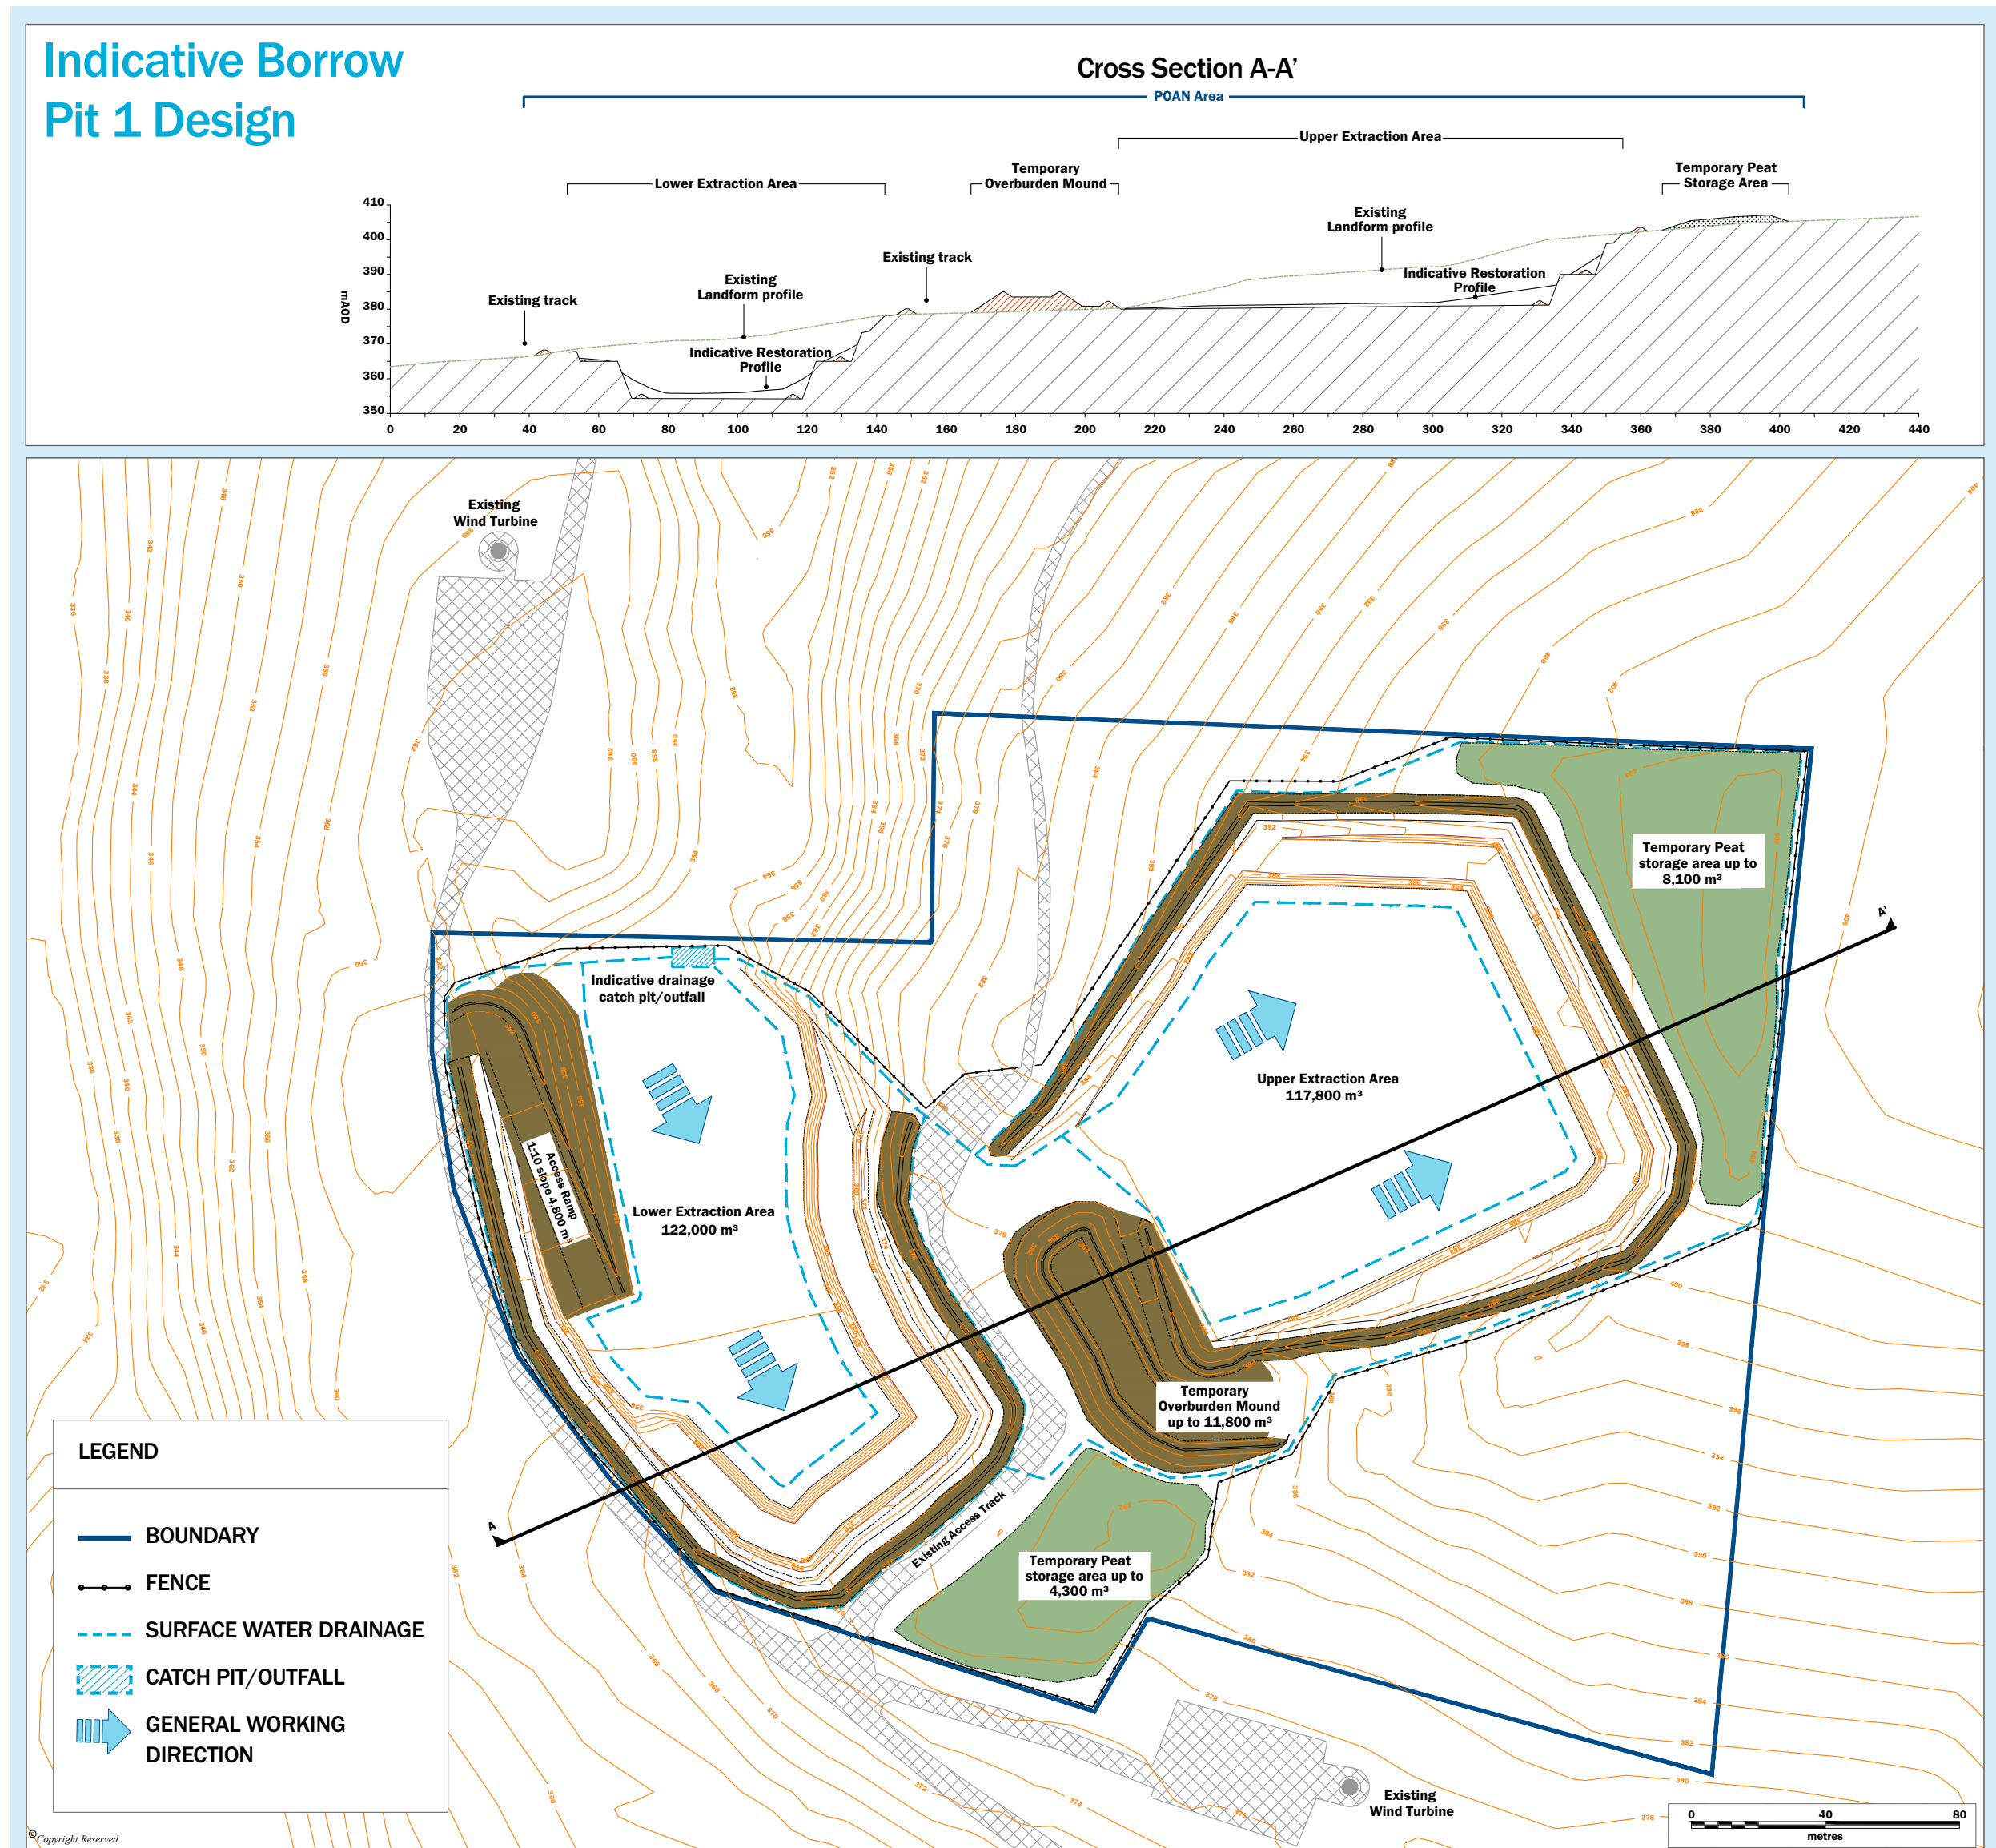 Indicative Borrow
Pit 1 Design
Cross Section A-A'
POAN Area
Upper Extraction Area
Lower Extraction Area
Temporary
Overburden Mound
Temporary Peat
Storage Area
Existing track
Existing
Landform profile
Indicative Restoration
Profile
Existing track
Existing
Landform profile
Indicative Restoration
Profile
mAOD
410
400
390
380
370
360
350
0 20 40 60 80 100 120 140 160 180 200 220 240 260 280 300 320 340 360 380 400 420 440
Existing
Wind Turbine
Temporary Peat
storage area up to
8,100 m³
A'
Indicative drainage
catch pit/outfall
Upper Extraction Area
117,800 m³
Access Ramp
1:10 slope 4,800 m³
Lower Extraction Area
122,000 m³
Temporary
Overburden Mound
up to 11,800 m³
A
Existing Access Track
Temporary Peat
storage area up to
4,300 m³
Existing
Wind Turbine
LEGEND
BOUNDARY
FENCE
SURFACE WATER DRAINAGE
CATCH PIT/OUTFALL
GENERAL WORKING
DIRECTION
0 40 80
metres
©Copyright Reserved